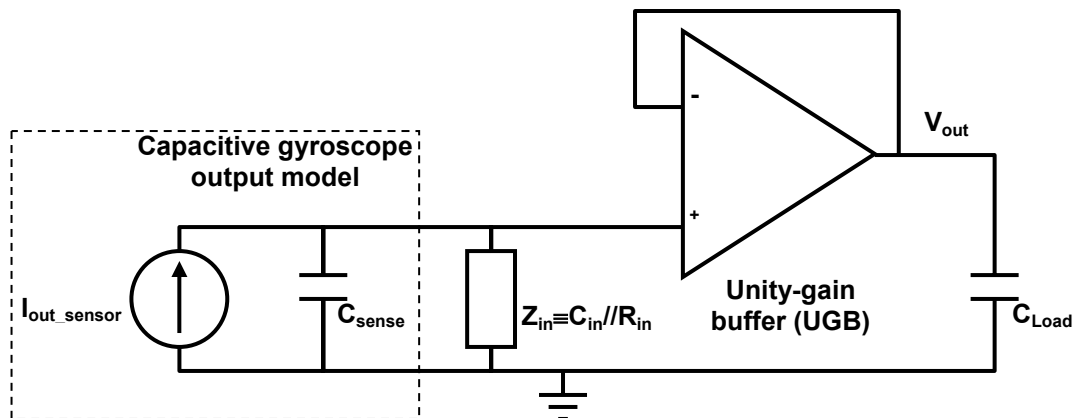 -
V_out
Capacitive gyroscope
output model
+
I_out_sensor
C_sense
Z_in≡C_in//R_in
Unity-gain
buffer (UGB)
C_Load